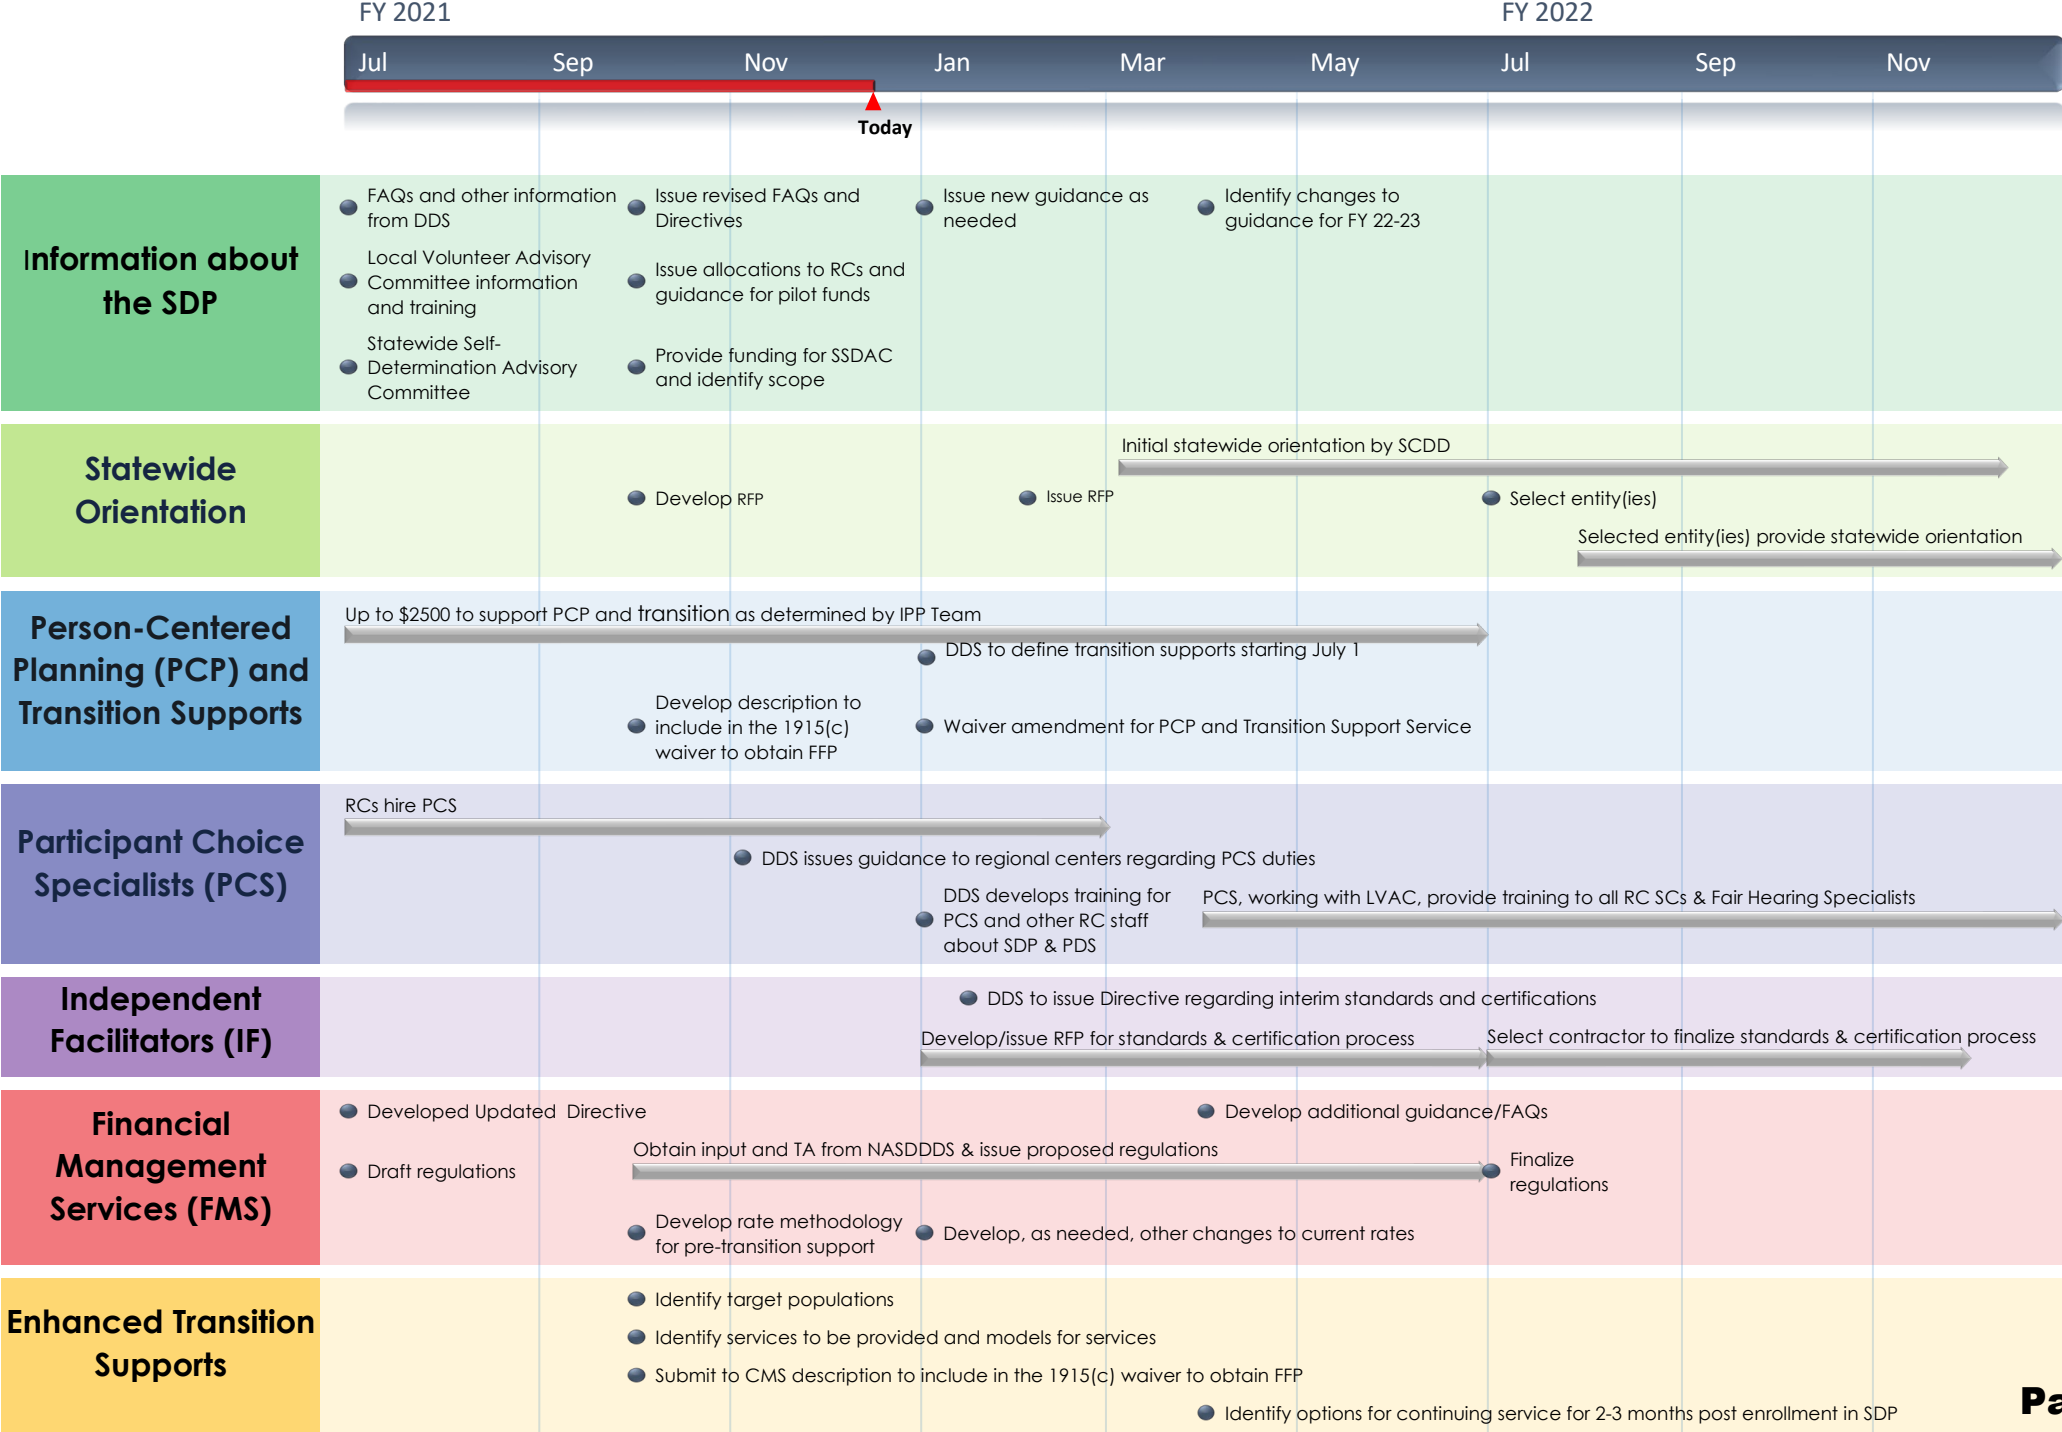 FY 2021
FY 2022
Jul
Sep
Nov
Jan
Mar
May
Jul
Sep
Nov
Today
Information about
the SDP
FAQs and other information
from DDS
Issue revised FAQs and
Directives
Issue new guidance as
needed
Identify changes to
guidance for FY 22-23
Local Volunteer Advisory
Committee information
and training
Issue allocations to RCs and
guidance for pilot funds
Statewide Self-
Determination Advisory
Committee
Provide funding for SSDAC
and identify scope
Statewide
Orientation
Initial statewide orientation by SCDD
Develop RFP
Issue RFP
Select entity(ies)
Selected entity(ies) provide statewide orientation
Person-Centered
Planning (PCP) and
Transition Supports
Up to $2500 to support PCP and transition as determined by IPP Team
DDS to define transition supports starting July 1
Develop description to
include in the 1915(c)
waiver to obtain FFP
Waiver amendment for PCP and Transition Support Service
Participant Choice
Specialists (PCS)
RCs hire PCS
DDS issues guidance to regional centers regarding PCS duties
DDS develops training for
PCS and other RC staff
about SDP & PDS
PCS, working with LVAC, provide training to all RC SCs & Fair Hearing Specialists
Independent
Facilitators (IF)
DDS to issue Directive regarding interim standards and certifications
Develop/issue RFP for standards & certification process
Select contractor to finalize standards & certification process
Financial
Management
Services (FMS)
Developed Updated  Directive
Develop additional guidance/FAQs
Obtain input and TA from NASDDDS & issue proposed regulations
Draft regulations
Finalize
regulations
Develop rate methodology
for pre-transition support
Develop, as needed, other changes to current rates
Enhanced Transition
Supports
Identify target populations
Identify services to be provided and models for services
Submit to CMS description to include in the 1915(c) waiver to obtain FFP
Identify options for continuing service for 2-3 months post enrollment in SDP